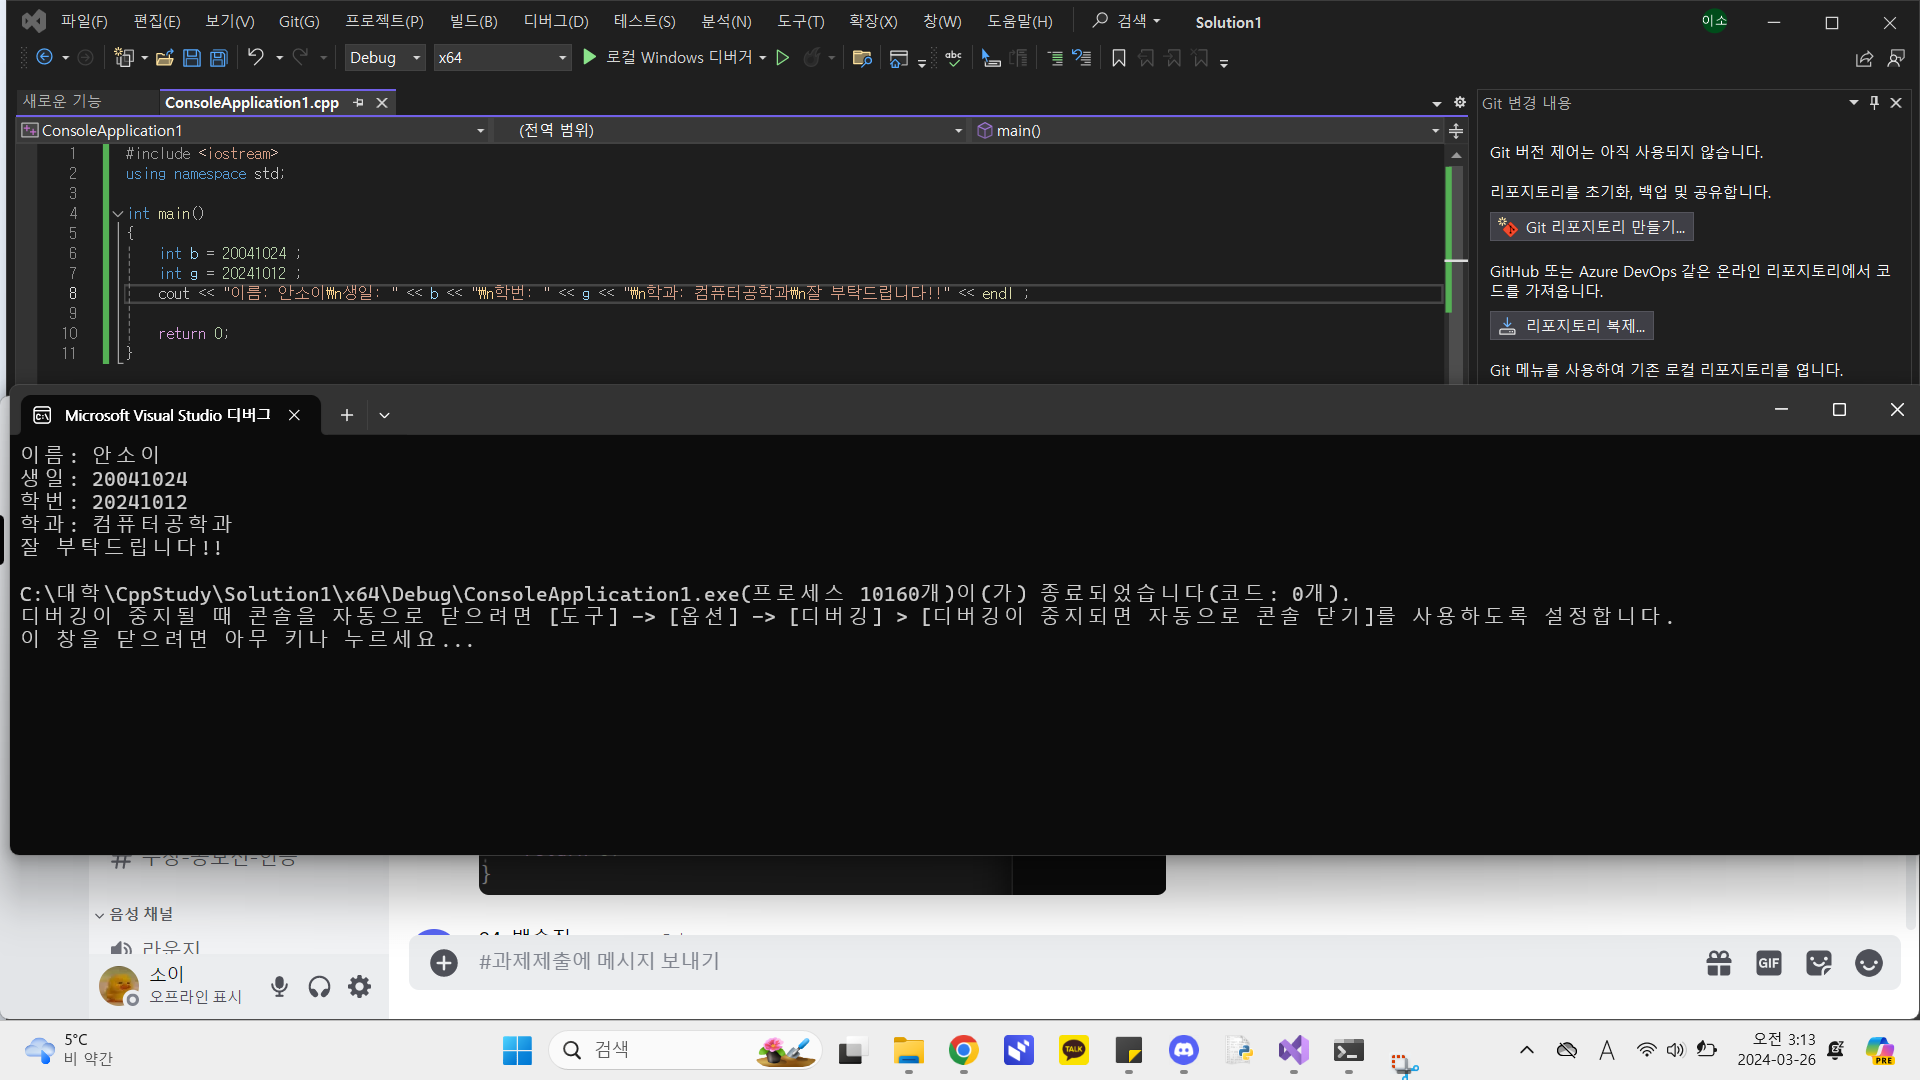 파일(F) 편집(E) 보기(V) Git(G) 프로젝트(P) 빌드(B) 디버그(D) 테스트(S) 분석(N) 도구(T) 확장(X) 창(W) 도움말(H) 검색 Solution1 이소
Debug x64 로컬 Windows 디버거
새로운 기능 ConsoleApplication1.cpp
ConsoleApplication1 (전역 범위) main()
1 #include <iostream>
2 using namespace std;
3
4 int main()
5 {
6 int b = 20041024 ;
7 int g = 20241012 ;
8 cout << "이름: 안소이₩n생일: " << b << "₩n학번: " << g << "₩n학과: 컴퓨터공학과₩n잘 부탁드립니다!!" << endl ;
9
10 return 0;
11 }
Git 변경 내용
Git 버전 제어는 아직 사용되지 않습니다.
리포지토리를 초기화, 백업 및 공유합니다.
Git 리포지토리 만들기...
GitHub 또는 Azure DevOps 같은 온라인 리포지토리에서 코
드를 가져옵니다.
리포지토리 복제...
Git 메뉴를 사용하여 기존 로컬 리포지토리를 엽니다.
Microsoft Visual Studio 디버그
이름: 안소이
생일: 20041024
학번: 20241012
학과: 컴퓨터공학과
잘 부탁드립니다!!
C:\대학\CppStudy\Solution1\x64\Debug\ConsoleApplication1.exe(프로세스 10160개)이(가) 종료되었습니다(코드: 0개).
디버깅이 중지될 때 콘솔을 자동으로 닫으려면 [도구] -> [옵션] -> [디버깅] > [디버깅이 중지되면 자동으로 콘솔 닫기]를 사용하도록 설정합니다.
이 창을 닫으려면 아무 키나 누르세요...
}
음성 채널
라운지
소이
오프라인 표시
#과제제출에 메시지 보내기
GIF
5°C
비 약간
검색
TALK
A
오전 3:13
2024-03-26
PRE